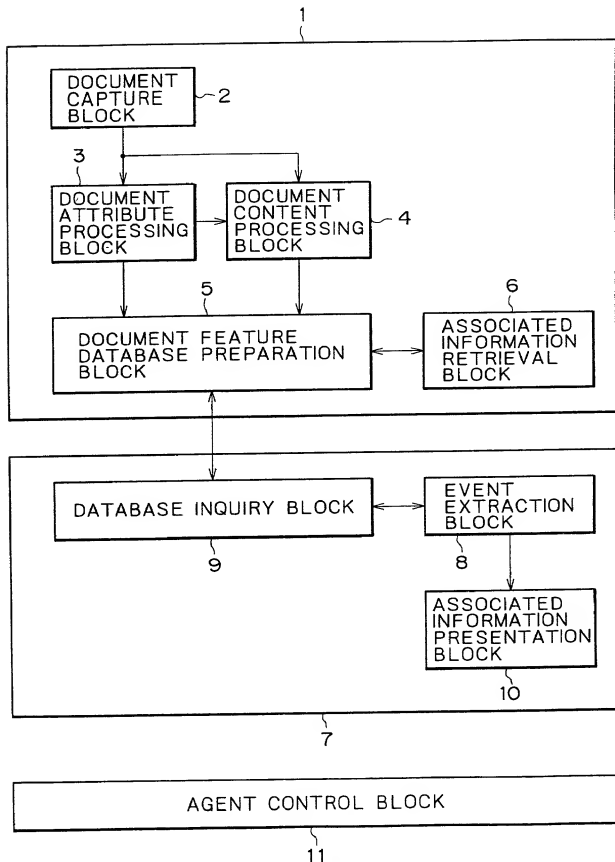 1
DOCUMENT
CAPTURE
BLOCK
2
3
DOCUMENT
ATTRIBUTE
PROCESSING
BLOCK
DOCUMENT
CONTENT
PROCESSING
BLOCK
4
5
DOCUMENT FEATURE
DATABASE PREPARATION
BLOCK
6
ASSOCIATED
INFORMATION
RETRIEVAL
BLOCK
DATABASE INQUIRY BLOCK
9
EVENT
EXTRACTION
BLOCK
8
ASSOCIATED
INFORMATION
PRESENTATION
BLOCK
10
7
AGENT CONTROL BLOCK
11